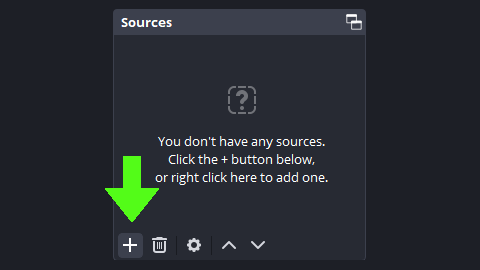 Sources
You don't have any sources.
Click the + button below,
or right click here to add one.